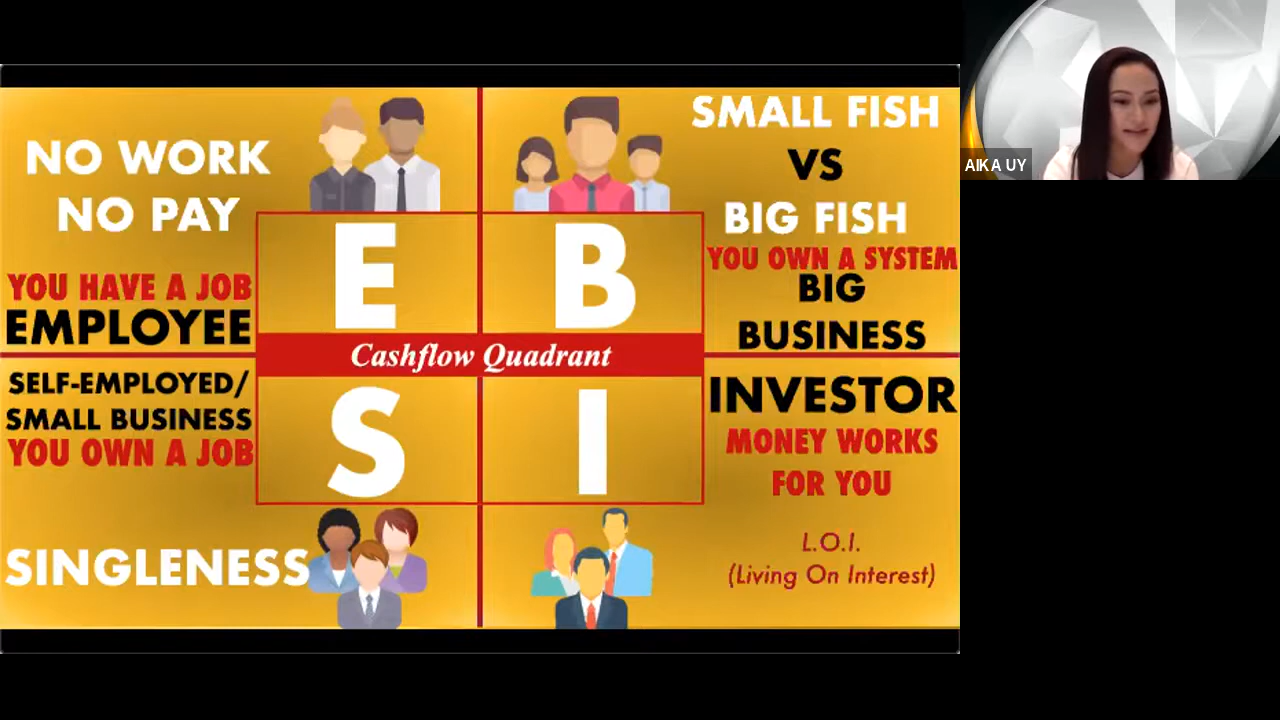 NO WORK
NO PAY
YOU HAVE A JOB
EMPLOYEE
E
B
SMALL FISH
VS
BIG FISH
YOU OWN A SYSTEM
BIG
BUSINESS
Cashflow Quadrant
SELF-EMPLOYED/
SMALL BUSINESS
YOU OWN A JOB
SINGLENESS
S
I
INVESTOR
MONEY WORKS
FOR YOU
L.O.I.
(Living On Interest)
AIKA UY